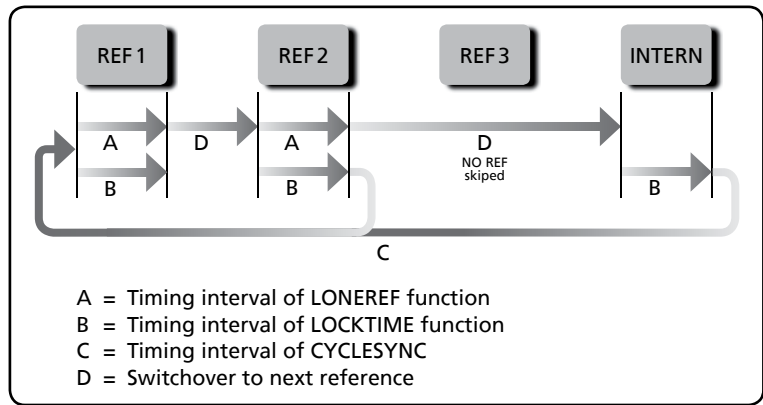 REF 1 REF 2 REF 3 INTERN
A D A D
NO REF
skiped
B B B
C
A = Timing interval of LONEREF function
B = Timing interval of LOCKTIME function
C = Timing interval of CYCLESYNC
D = Switchover to next reference